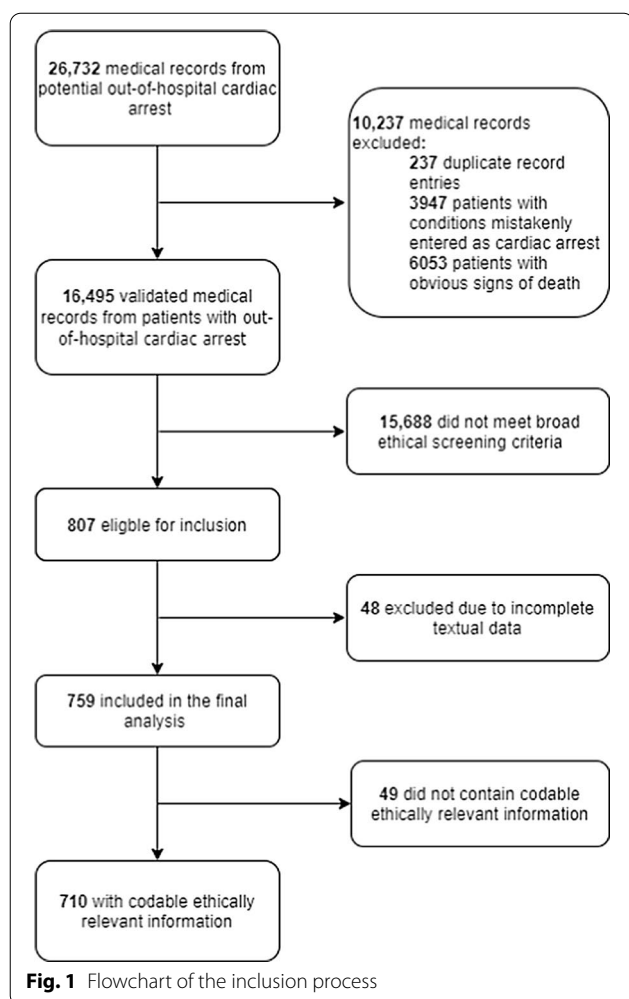 26,732 medical records from
potential out-of-hospital cardiac
arrest
10,237 medical records
excluded:
237 duplicate record
entries
3947 patients with
conditions mistakenly
entered as cardiac arrest
6053 patients with
obvious signs of death
16,495 validated medical
records from patients with out-
of-hospital cardiac arrest
15,688 did not meet broad
ethical screening criteria
807 eligble for inclusion
48 excluded due to incomplete
textual data
759 included in the final
analysis
49 did not contain codable
ethically relevant information
710 with codable ethically
relevant information
Fig. 1 Flowchart of the inclusion process